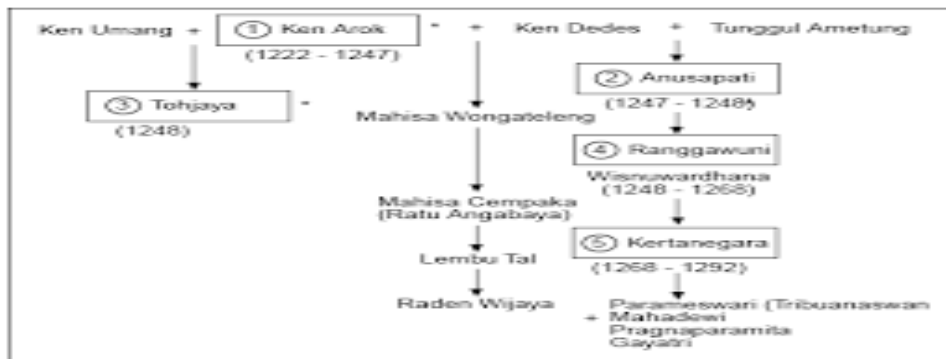 Ken Umang + ① Ken Arok * + Ken Dedes + Tunggul Ametung
(1222 - 1247)
② Anusapati
(1247 - 1248)
③ Tohjaya *
(1248)
Mahisa Wongateleng
④ Ranggawuni
Wisnuwardhana
(1248 - 1268)
Mahisa Cempaka
(Ratu Angabaya)
⑤ Kertanegara
(1268 - 1292)
Lembu Tal
Raden Wijaya
Parameswari (Tribuanaswan
+ Mahadewi
Pragnaparamita
Gayatri